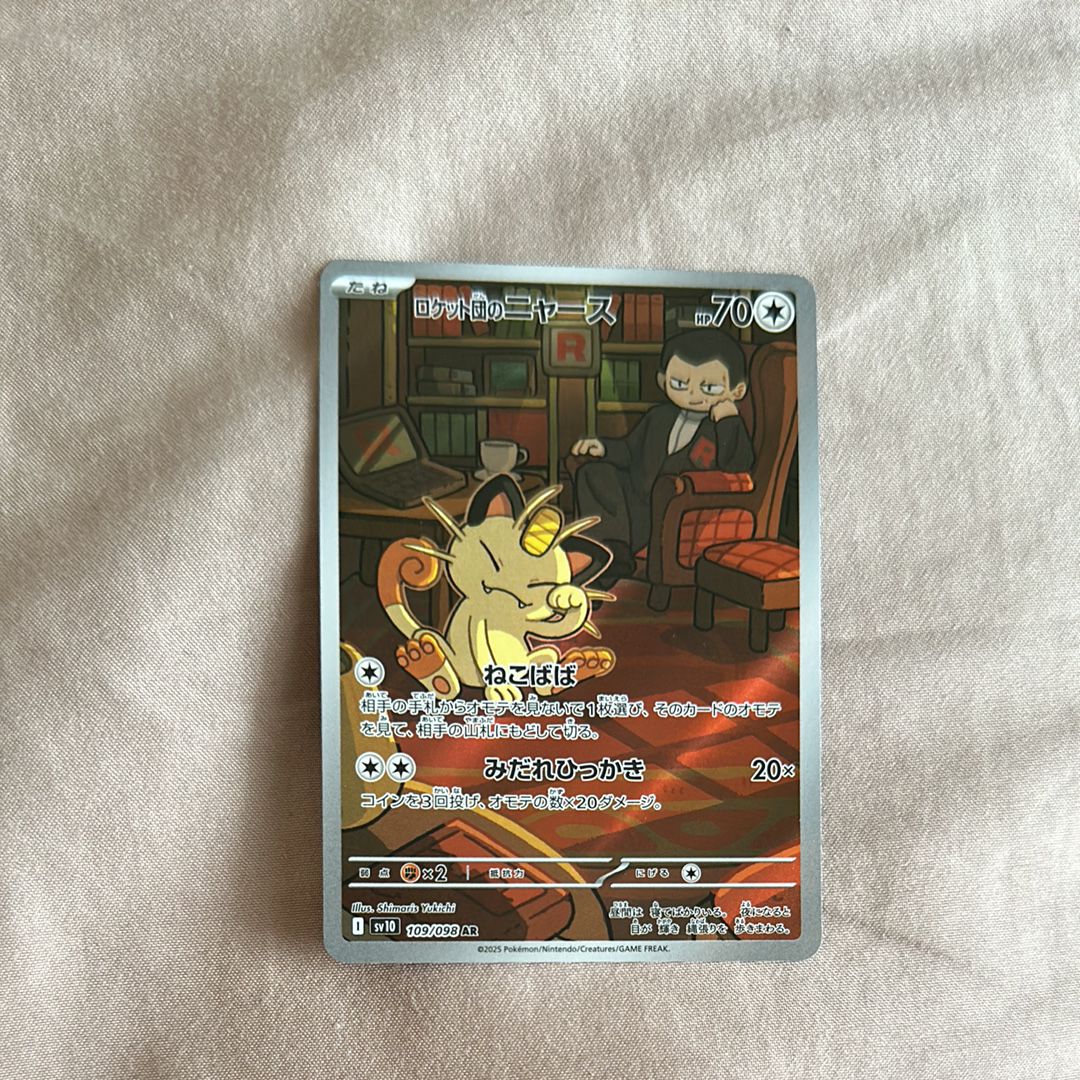 たね
ロケット団のニャース HP70
R
R
ねこばば
相手の手札からオモテを見ないで1枚選び、そのカードのオモテ
を見て、相手の山札にもどして切る。
みだれひっかき 20×
コインを3回投げ、オモテの数×20ダメージ。
弱点 ×2 抵抗力 にげる
Illus. Shimaris Yukichi
昼間は 寝てばかりいる。 夜になると
目が 輝き 縄張りを 歩きまわる。
I sv10 109/098 AR
©2025 Pokémon/Nintendo/Creatures/GAME FREAK.